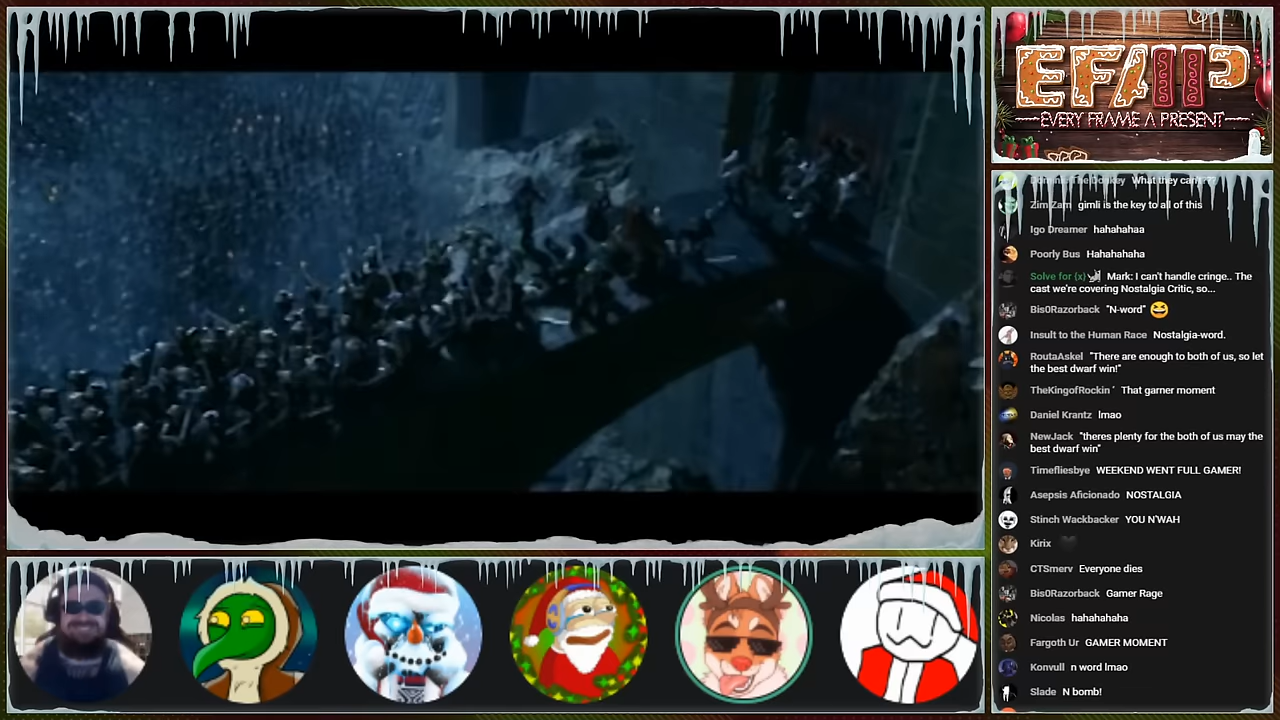 EFAP
EVERY FRAME A PRESENT
What they can't???
Zim Zam gimli is the key to all of this
Igo Dreamer hahahahaa
Poorly Bus Hahahahaha
Solve for (x) Mark: I can't handle cringe.. The
cast we're covering Nostalgia Critic, so...
Bis0Razorback "N-word" 😆
Insult to the Human Race Nostalgia-word.
RoutaAskel "There are enough to both of us, so let
the best dwarf win!"
TheKingofRockin ' That garner moment
Daniel Krantz lmao
NewJack "theres plenty for the both of us may the
best dwarf win"
Timefliesbye WEEKEND WENT FULL GAMER!
Asepsis Aficionado NOSTALGIA
Stinch Wackbacker YOU N'WAH
Kirix 🖤
CTSmerv Everyone dies
Bis0Razorback Gamer Rage
Nicolas hahahahaha
Fargoth Ur GAMER MOMENT
Konvull n word lmao
Slade N bomb!